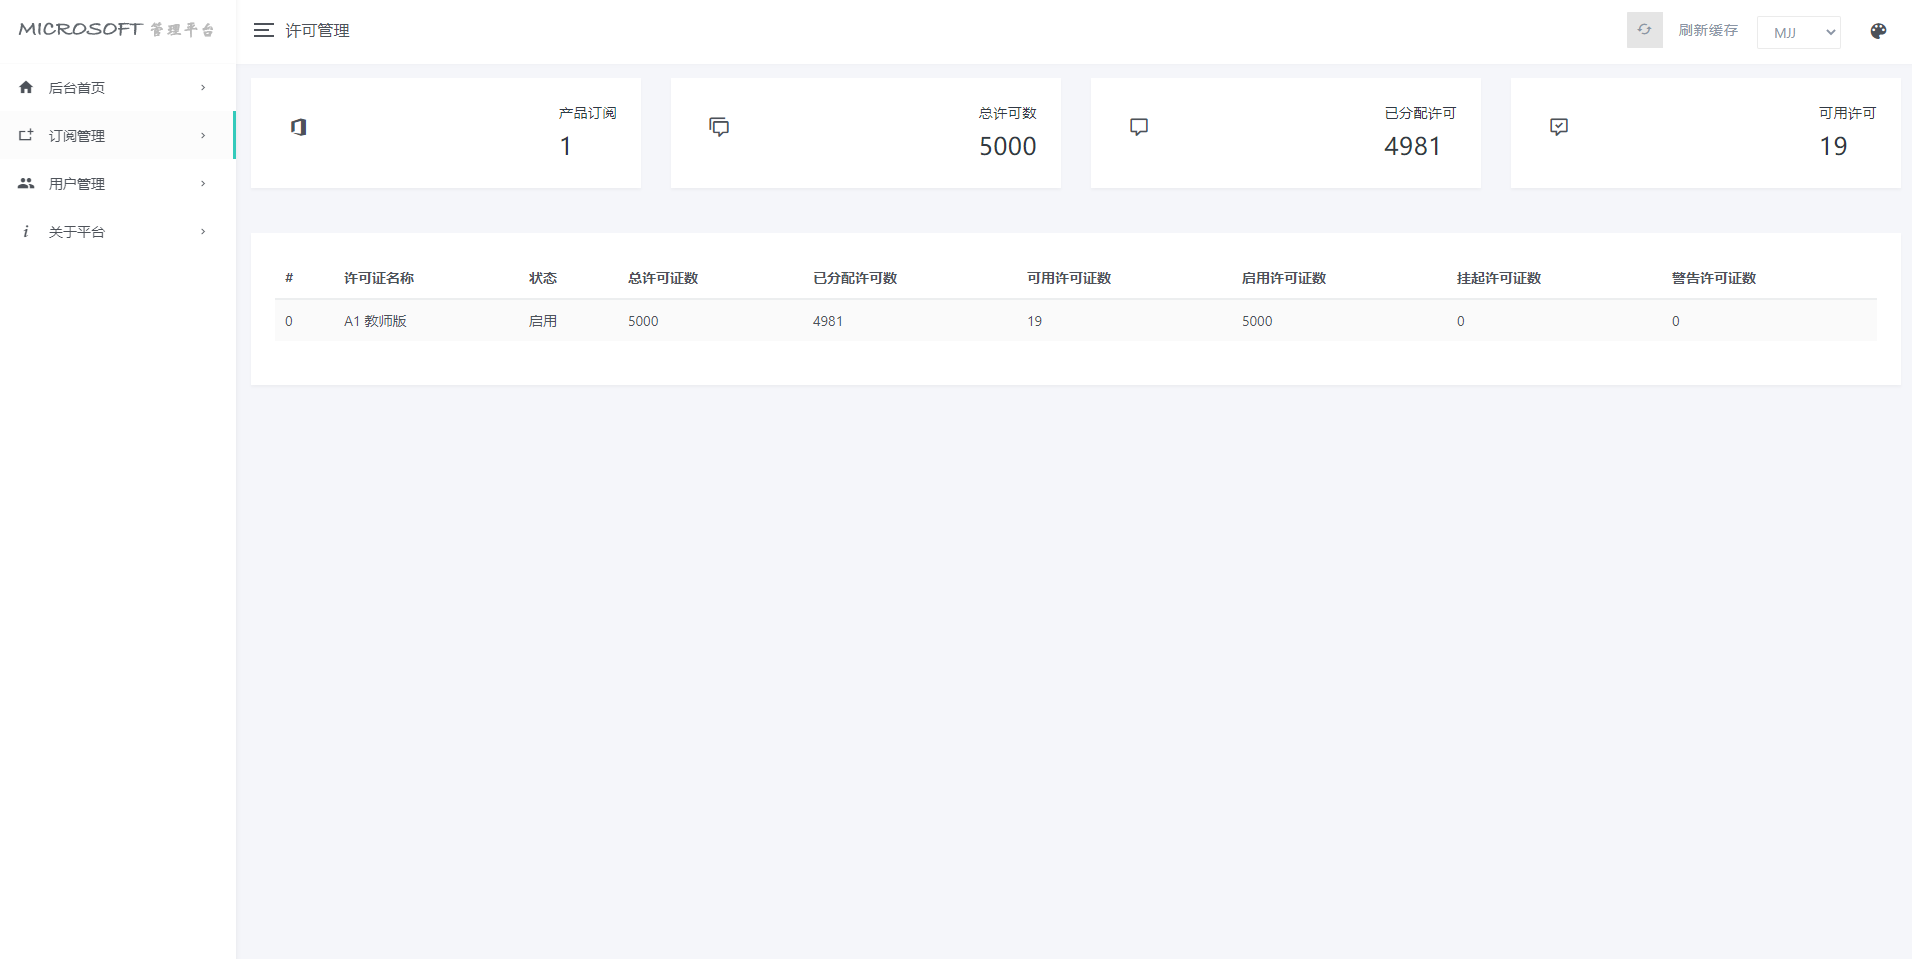 MICROSOFT 管理平台
许可管理
刷新缓存
MJJ
后台首页
订阅管理
用户管理
关于平台
产品订阅
1
总许可数
5000
已分配许可
4981
可用许可
19
# 许可证名称 状态 总许可证数 已分配许可数 可用许可证数 启用许可证数 挂起许可证数 警告许可证数
0 A1 教师版 启用 5000 4981 19 5000 0 0